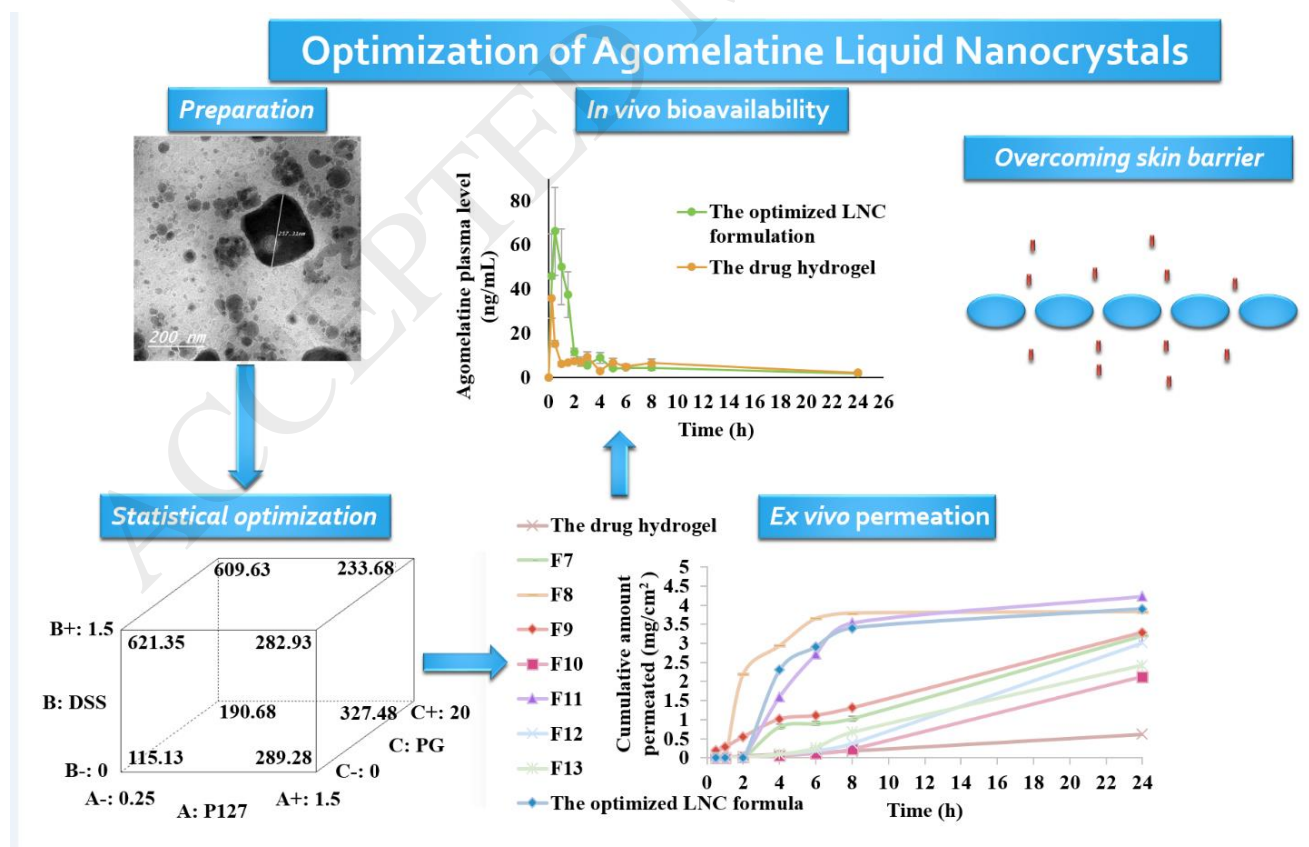 Optimization of Agomelatine Liquid Nanocrystals
Preparation
200 nm
In vivo bioavailability
Agomelatine plasma level
(ng/mL)
80
60
40
20
0
0 2 4 6 8 10 12 14 16 18 20 22 24 26
Time (h)
The optimized LNC
formulation
The drug hydrogel
Overcoming skin barrier
Statistical optimization
609.63
233.68
B+: 1.5
621.35
282.93
B: DSS
190.68
327.48
C+: 20
C: PG
115.13
289.28
B-: 0
C-: 0
A-: 0.25
A+: 1.5
A: P127
The drug hydrogel
F7
F8
F9
F10
F11
F12
F13
The optimized LNC formula
Ex vivo permeation
Cumulative amount
permeated (mg/cm²)
5
4.5
4
3.5
3
2.5
2
1.5
1
0.5
0
0 2 4 6 8 10 12 14 16 18 20 22 24
Time (h)